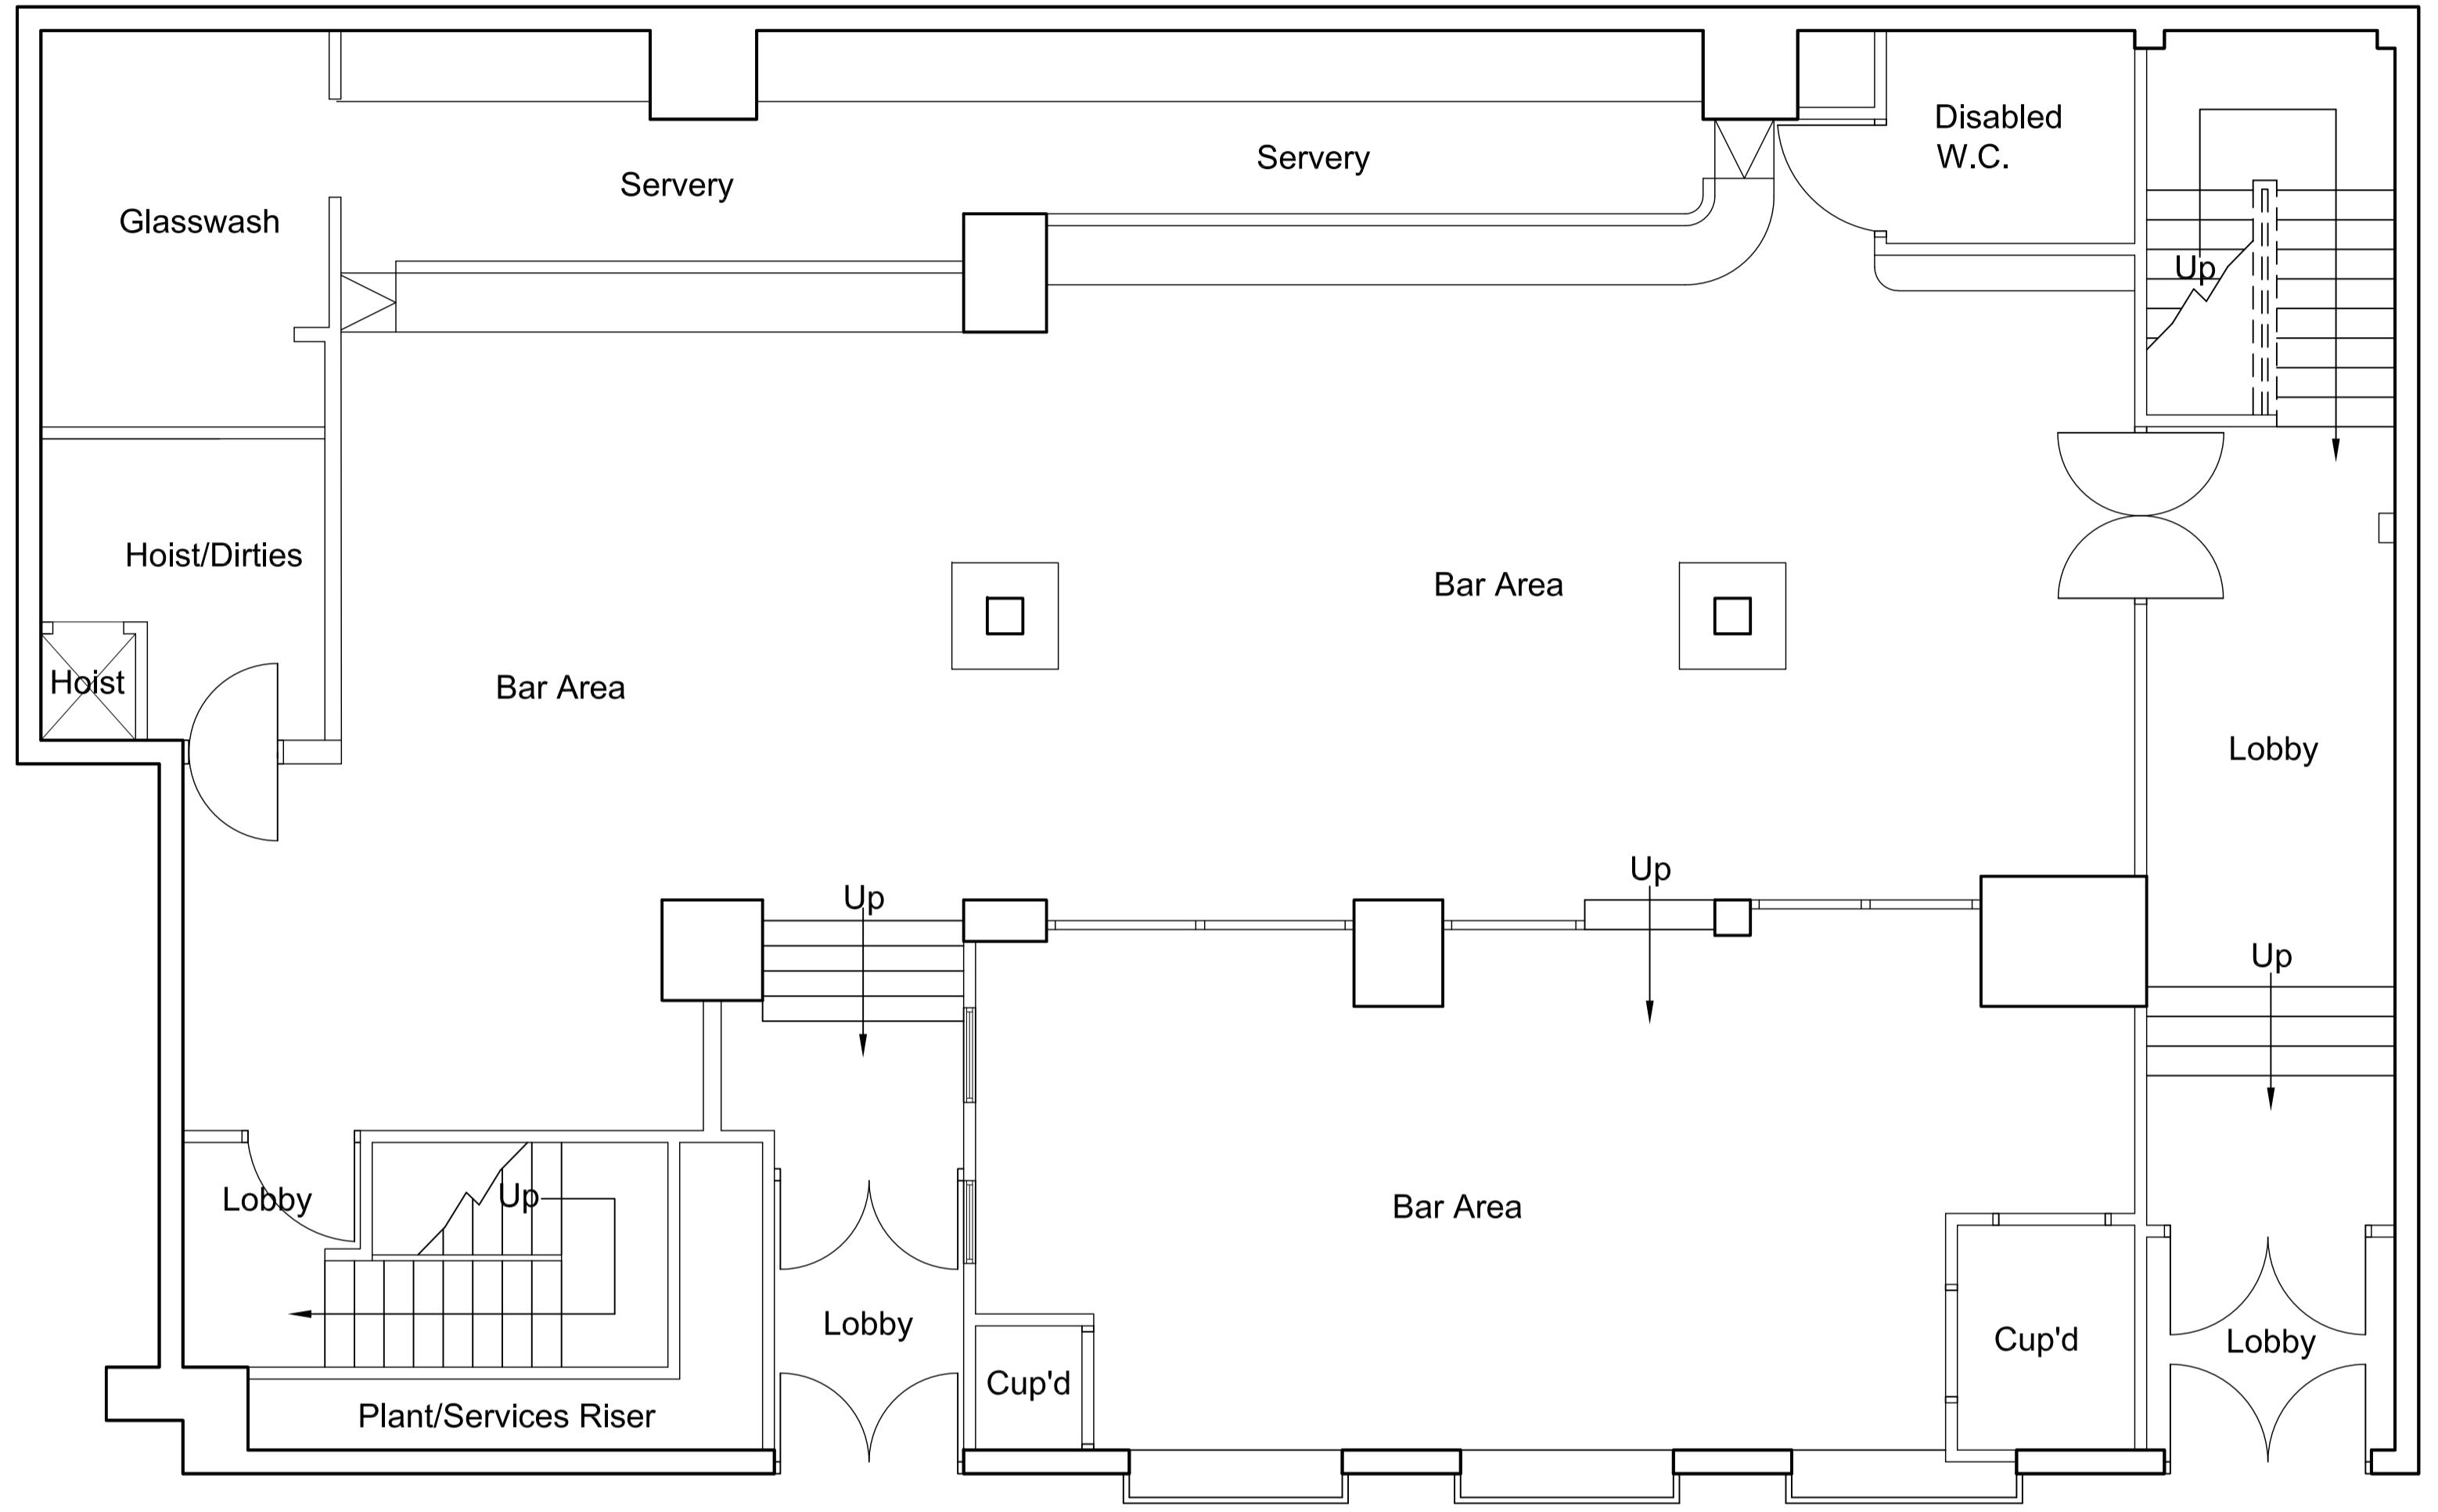 Disabled
W.C.
Servery
Servery
Glasswash
Up
Hoist/Dirties
Bar Area
Hoist
Bar Area
Lobby
Up
Up
Up
Lobby
Up
Bar Area
Lobby
Cup'd
Lobby
Cup'd
Plant/Services Riser